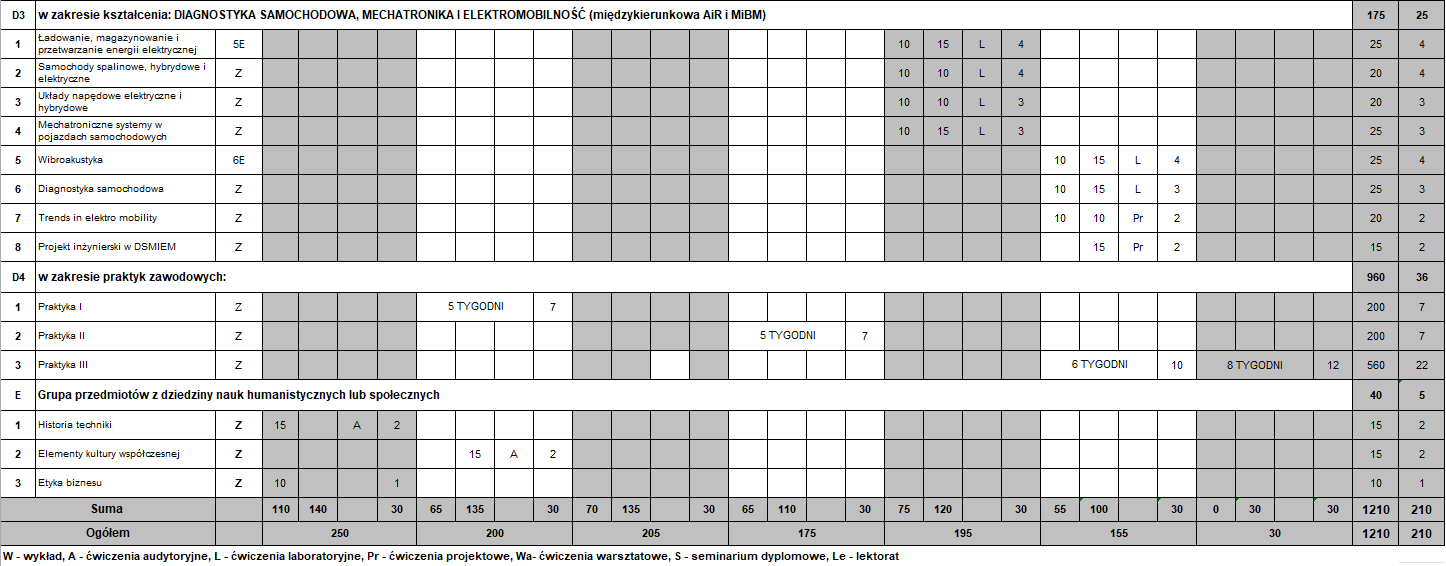 D3 w zakresie kształcenia: DIAGNOSTYKA SAMOCHODOWA, MECHATRONIKA I ELEKTROMOBILNOŚĆ (międzykierunkowa AiR i MiBM) 175 25
1 Ładowanie, magazynowanie i przetwarzanie energii elektrycznej 5E 10 15 L 4 25 4
2 Samochody spalinowe, hybrydowe i elektryczne Z 10 10 L 4 20 4
3 Układy napędowe elektryczne i hybrydowe Z 10 10 L 3 20 3
4 Mechatroniczne systemy w pojazdach samochodowych Z 10 15 L 3 25 3
5 Wibroakustyka 6E 10 15 L 4 25 4
6 Diagnostyka samochodowa Z 10 15 L 3 25 3
7 Trends in elektro mobility Z 10 10 Pr 2 20 2
8 Projekt inżynierski w DSMIEM Z 15 Pr 2 15 2
D4 w zakresie praktyk zawodowych: 960 36
1 Praktyka I Z 5 TYGODNI 7 200 7
2 Praktyka II Z 5 TYGODNI 7 200 7
3 Praktyka III Z 6 TYGODNI 10 8 TYGODNI 12 560 22
E Grupa przedmiotów z dziedziny nauk humanistycznych lub społecznych 40 5
1 Historia techniki Z 15 A 2 15 2
2 Elementy kultury współczesnej Z 15 A 2 15 2
3 Etyka biznesu Z 10 1 10 1
Suma 110 140 30 65 135 30 70 135 30 65 110 30 75 120 30 55 100 30 0 30 30 1210 210
Ogółem 250 200 205 175 195 155 30 1210 210
W - wykład, A - ćwiczenia audytoryjne, L - ćwiczenia laboratoryjne, Pr - ćwiczenia projektowe, Wa- ćwiczenia warsztatowe, S - seminarium dyplomowe, Le - lektorat